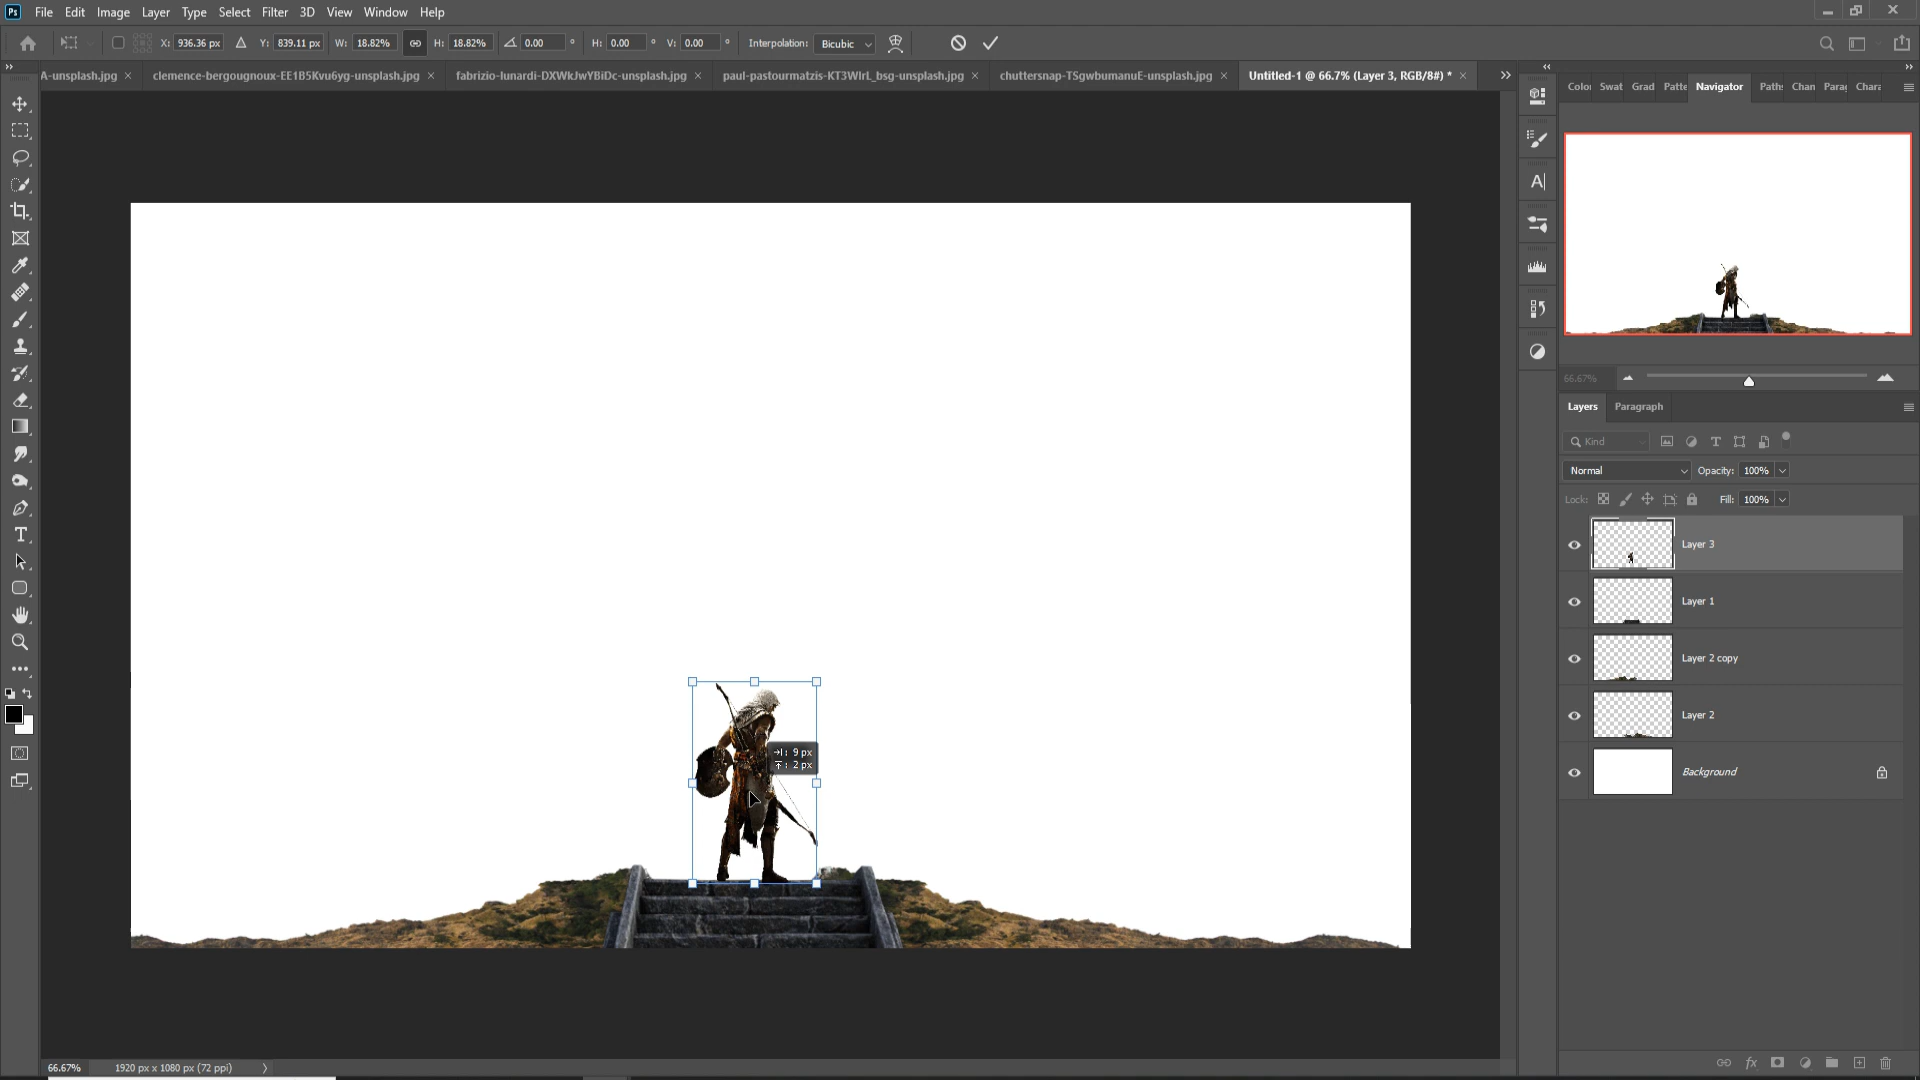 Ps File Edit Image Layer Type Select Filter 3D View Window Help
X: 936.36 px Y: 839.11 px W: 18.82% H: 18.82% 0.00 ° H: 0.00 ° V: 0.00 ° Interpolation: Bicubic
A-unsplash.jpg × clemence-bergougnoux-EE1B5Kvu6yg-unsplash.jpg × fabrizio-lunardi-DXWkJwYBiDc-unsplash.jpg × paul-pastourmatzis-KT3WlrL_bsg-unsplash.jpg × chuttersnap-TSgwbumanuE-unsplash.jpg × Untitled-1 @ 66.7% (Layer 3, RGB/8#) * ×
Color Swat Grad Patte Navigator Paths Chan Parag Chara
66.67%
Layers Paragraph
Kind
Normal Opacity: 100%
Lock: Fill: 100%
Layer 3
Layer 1
Layer 2 copy
Layer 2
Background
→|: 9 px
: 2 px
66.67% 1920 px x 1080 px (72 ppi)